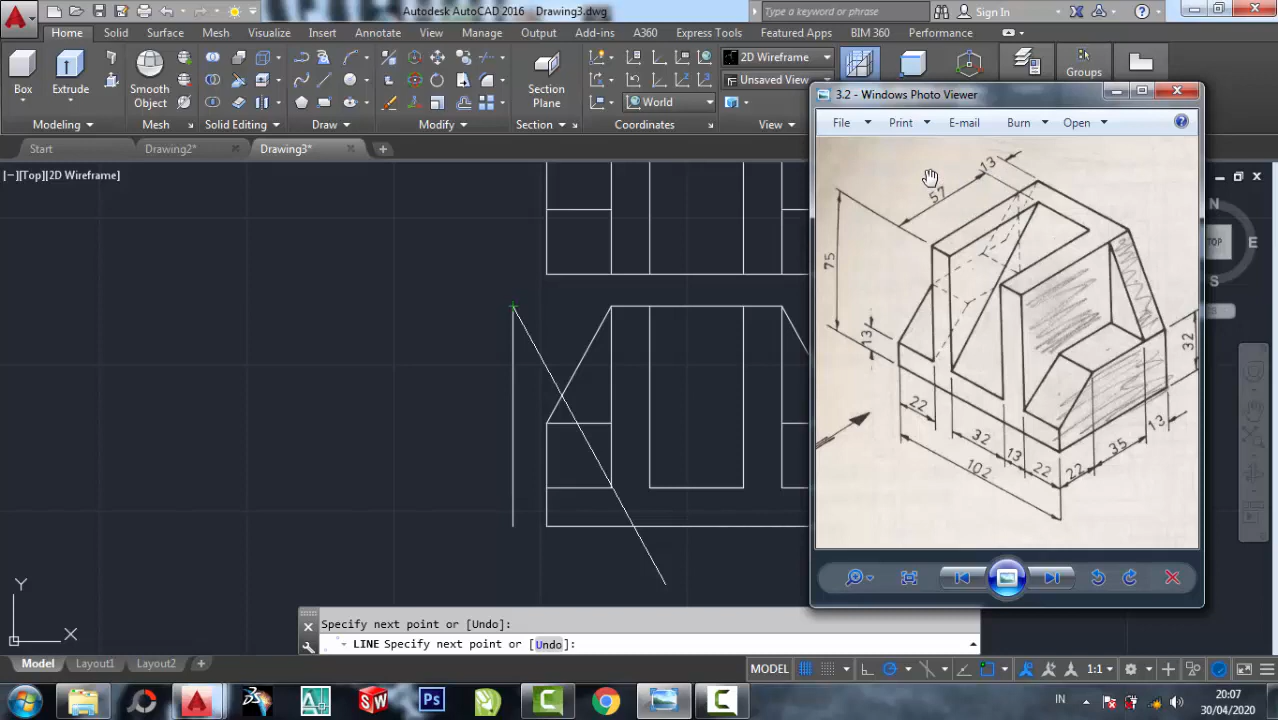 Autodesk AutoCAD 2016 Drawing3.dwg
Type a keyword or phrase
Sign In
Home Solid Surface Mesh Visualize Insert Annotate View Manage Output Add-ins A360 Express Tools Featured Apps BIM 360 Performance
2D Wireframe
Unsaved View
World
Box Extrude Smooth Object Section Plane Groups
Modeling Mesh Solid Editing Draw Modify Section Coordinates View
3.2 - Windows Photo Viewer
File Print E-mail Burn Open
Start Drawing2* Drawing3*
[−][Top][2D Wireframe]
N
TOP
E
S
13
57
75
13
32
22
32
13
22
102
22
35
13
Y
X
Specify next point or [Undo]:
LINE Specify next point or [Undo]:
Model Layout1 Layout2
MODEL
1:1
IN
20:07
30/04/2020